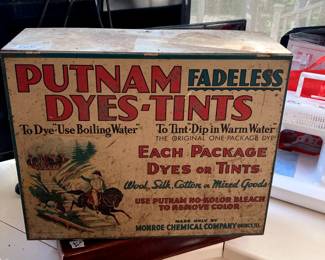 PUTNAM FADELESS
DYES-TINTS
To Dye-Use Boiling Water To Tint-Dip in Warm Water
THE ORIGINAL ONE-PACKAGE DYE
EACH PACKAGE
DYES OR TINTS
Wool, Silk, Cotton or Mixed Goods
USE PUTNAM NO-KOLOR BLEACH
TO REMOVE COLOR
MADE ONLY BY
MONROE CHEMICAL COMPANY QUINCY, ILL.